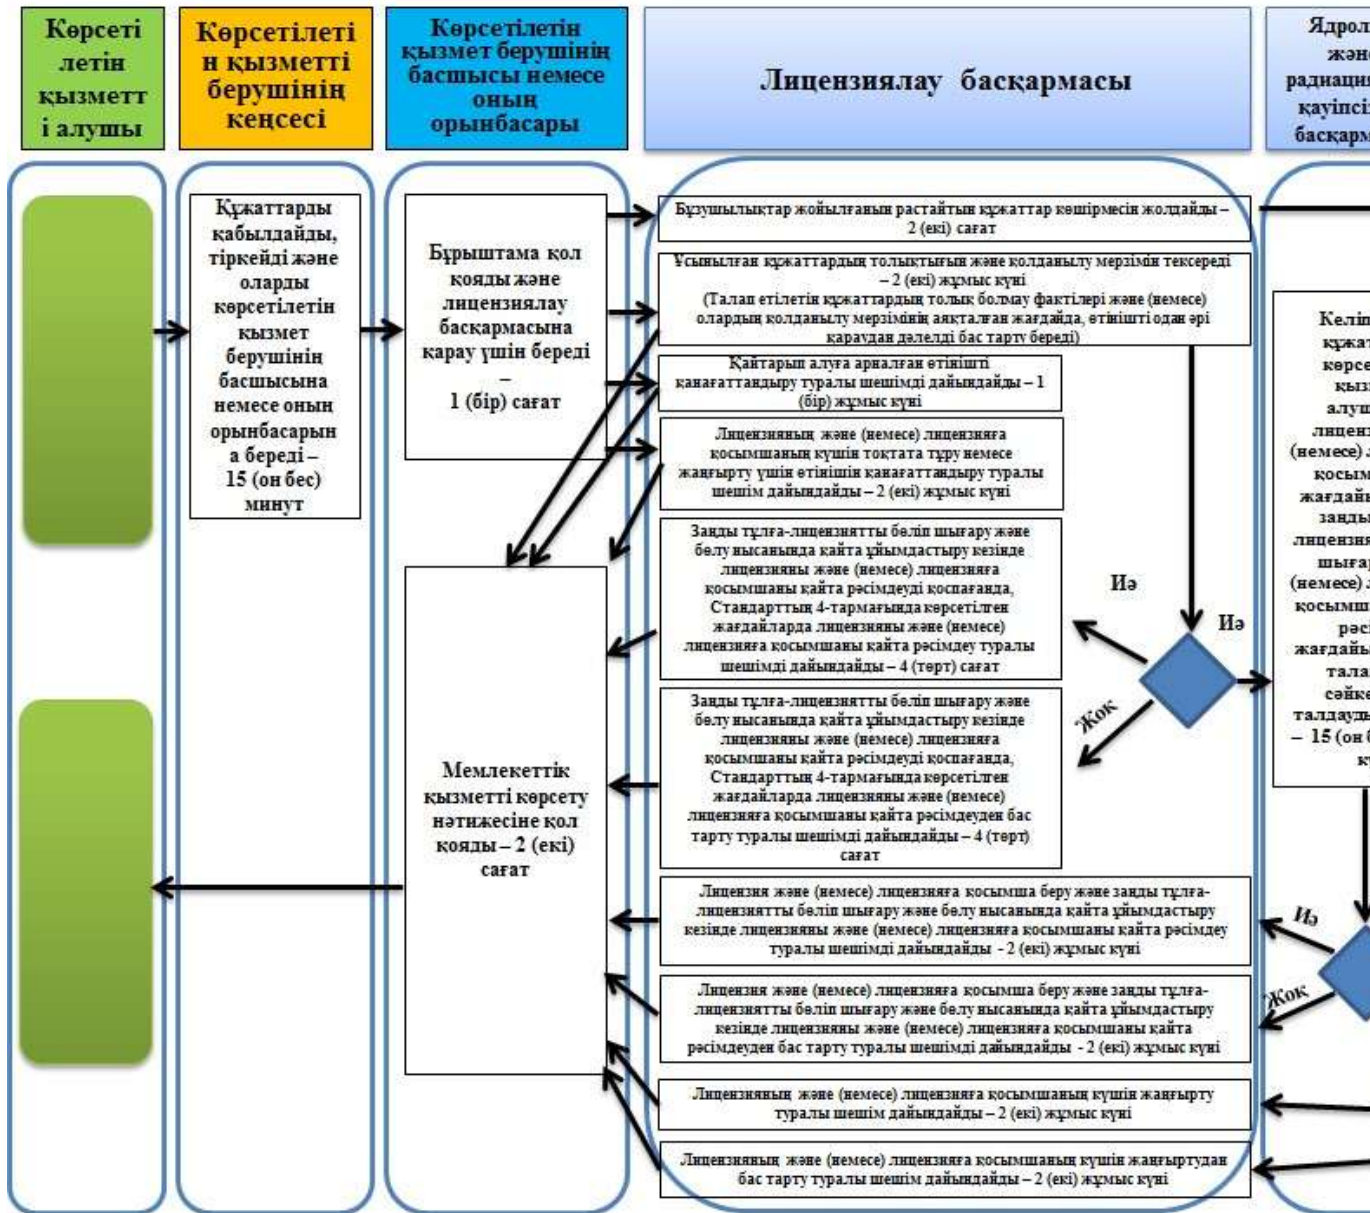 Көрсеті
летін
қызметт
і алушы
Көрсетілеті
н қызметті
берушінің
кеңсесі
Көрсетілетін
қызмет берушінің
басшысы немесе
оның
орынбасары
Лицензиялау басқармасы
және
Құжаттарды
қабылдайды,
тіркейді және
оларды
көрсетілетін
қызмет
берушінің
басшысына
немесе оның
орынбасарын
а береді –
15 (он бес)
минут
Бұрыштама қол
қояды және
лицензиялау
басқармасына
қарау үшін береді
–
1 (бір) сағат
Мемлекеттік
қызметті көрсету
нәтижесіне қол
қояды – 2 (екі)
сағат
Бұзушылықтар жойылғанын растайтын құжаттар көшірмесін жолдайды –
2 (екі) сағат
Ұсынылған құжаттардың толықтығын және қолданылу мерзімін тексереді
– 2 (екі) жұмыс күні
(Талап етілетін құжаттардың толық болмау фактілері және (немесе)
олардың қолданылу мерзімінің аяқталған жағдайда, өтінішті одан әрі
қараудан дәлелді бас тарту береді)
Қайтарып алуға арналған өтінішті
қанағаттандыру туралы шешімді дайындайды – 1
(бір) жұмыс күні
Лицензияның және (немесе) лицензияға
қосымшаның күшін тоқтата тұру немесе
жаңғырту үшін өтінішін қанағаттандыру туралы
шешім дайындайды – 2 (екі) жұмыс күні
Заңды тұлға-лицензиятты бөліп шығару және
бөлу нысанында қайта ұйымдастыру кезінде
лицензияны және (немесе) лицензияға
қосымшаны қайта рәсімдеуді қоспағанда,
Стандарттың 4-тармағында көрсетілген
жағдайларда лицензияны және (немесе)
лицензияға қосымшаны қайта рәсімдеу туралы
шешімді дайындайды – 4 (төрт) сағат
Иә
Иә
Заңды тұлға-лицензиятты бөліп шығару және
бөлу нысанында қайта ұйымдастыру кезінде
лицензияны және (немесе) лицензияға
қосымшаны қайта рәсімдеуді қоспағанда,
Стандарттың 4-тармағында көрсетілген
жағдайларда лицензияны және (немесе)
лицензияға қосымшаны қайта рәсімдеуден бас
тарту туралы шешімді дайындайды – 4 (төрт)
сағат
Жоқ
Лицензия және (немесе) лицензияға қосымша беру және заңды тұлға-
лицензиятты бөліп шығару және бөлу нысанында қайта ұйымдастыру
кезінде лицензияны және (немесе) лицензияға қосымшаны қайта рәсімдеу
туралы шешімді дайындайды - 2 (екі) жұмыс күні
Иә
Лицензия және (немесе) лицензияға қосымша беру және заңды тұлға-
лицензиятты бөліп шығару және бөлу нысанында қайта ұйымдастыру
кезінде лицензияны және (немесе) лицензияға қосымшаны қайта
рәсімдеуден бас тарту туралы шешімді дайындайды - 2 (екі) жұмыс күні
Жоқ
Лицензияның және (немесе) лицензияға қосымшаның күшін жаңғырту
туралы шешім дайындайды – 2 (екі) жұмыс күні
Лицензияның және (немесе) лицензияға қосымшаның күшін жаңғыртудан
бас тарту туралы шешім дайындайды – 2 (екі) жұмыс күні
(немесе)
(немесе)
– 15 (он